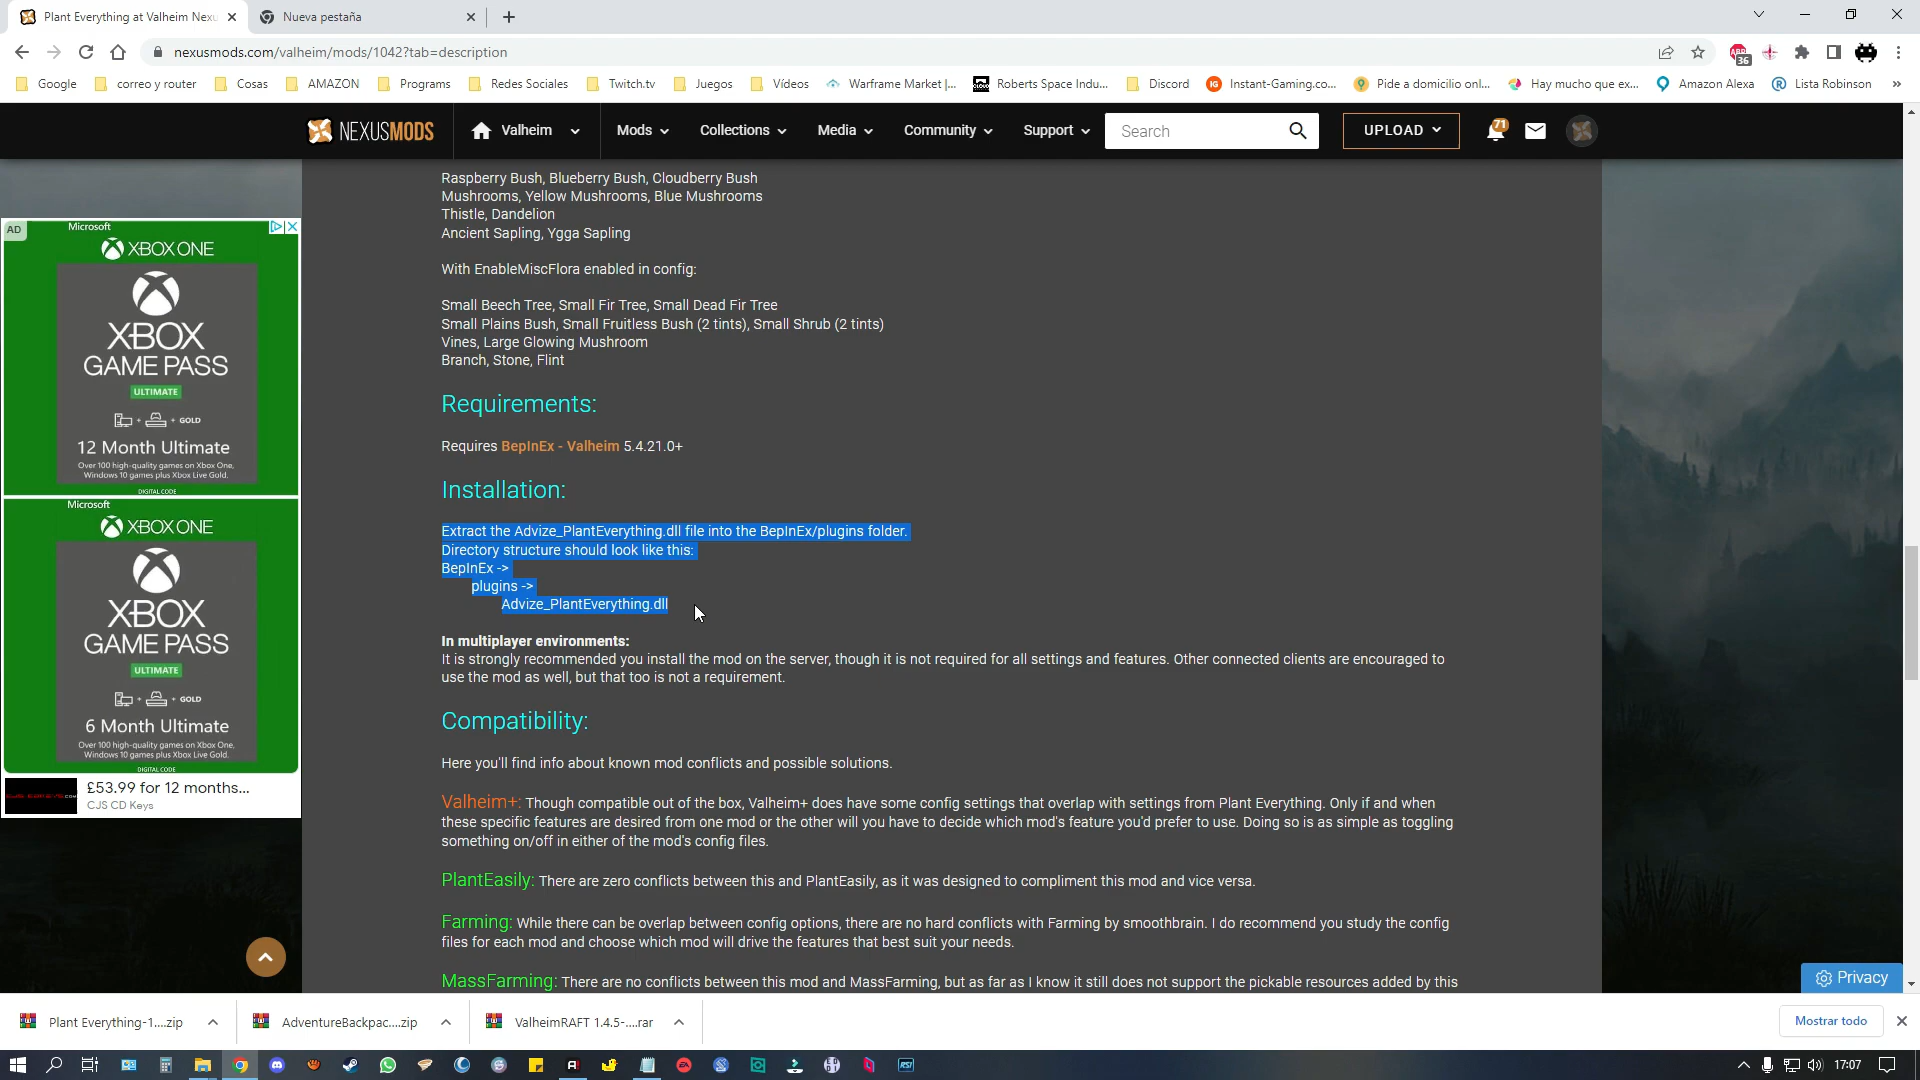 Plant Everything at Valheim Nexu
Nueva pestaña
nexusmods.com/valheim/mods/1042?tab=description
36
Google
correo y router
Cosas
AMAZON
Programs
Redes Sociales
Twitch.tv
Juegos
Vídeos
Warframe Market |...
Roberts Space Indu...
Discord
Instant-Gaming.co...
Pide a domicilio onl...
Hay mucho que ex...
Amazon Alexa
Lista Robinson
»
NEXUSMODS
Valheim
Mods
Collections
Media
Community
Support
Search
UPLOAD
71
Raspberry Bush, Blueberry Bush, Cloudberry Bush
Mushrooms, Yellow Mushrooms, Blue Mushrooms
Thistle, Dandelion
Ancient Sapling, Ygga Sapling
With EnableMiscFlora enabled in config:
Small Beech Tree, Small Fir Tree, Small Dead Fir Tree
Small Plains Bush, Small Fruitless Bush (2 tints), Small Shrub (2 tints)
Vines, Large Glowing Mushroom
Branch, Stone, Flint
Requirements:
Requires BepInEx - Valheim 5.4.21.0+
Installation:
Extract the Advize_PlantEverything.dll file into the BepInEx/plugins folder.
Directory structure should look like this:
BepInEx ->
plugins ->
Advize_PlantEverything.dll
In multiplayer environments:
It is strongly recommended you install the mod on the server, though it is not required for all settings and features. Other connected clients are encouraged to
use the mod as well, but that too is not a requirement.
Compatibility:
Here you'll find info about known mod conflicts and possible solutions.
Valheim+: Though compatible out of the box, Valheim+ does have some config settings that overlap with settings from Plant Everything. Only if and when
these specific features are desired from one mod or the other will you have to decide which mod's feature you'd prefer to use. Doing so is as simple as toggling
something on/off in either of the mod's config files.
PlantEasily: There are zero conflicts between this and PlantEasily, as it was designed to compliment this mod and vice versa.
Farming: While there can be overlap between config options, there are no hard conflicts with Farming by smoothbrain. I do recommend you study the config
files for each mod and choose which mod will drive the features that best suit your needs.
MassFarming: There are no conflicts between this mod and MassFarming, but as far as I know it still does not support the pickable resources added by this
AD
Microsoft
XBOX ONE
XBOX
GAME PASS
ULTIMATE
+ + GOLD
12 Month Ultimate
Over 100 high-quality games on Xbox One,
Windows 10 games plus Xbox Live Gold.
DIGITAL CODE
Microsoft
XBOX ONE
XBOX
GAME PASS
ULTIMATE
+ + GOLD
6 Month Ultimate
Over 100 high-quality games on Xbox One,
Windows 10 games plus Xbox Live Gold.
DIGITAL CODE
£53.99 for 12 months...
CJS CD Keys
Privacy
Plant Everything-1....zip
AdventureBackpac....zip
ValheimRAFT 1.4.5-....rar
Mostrar todo
17:07